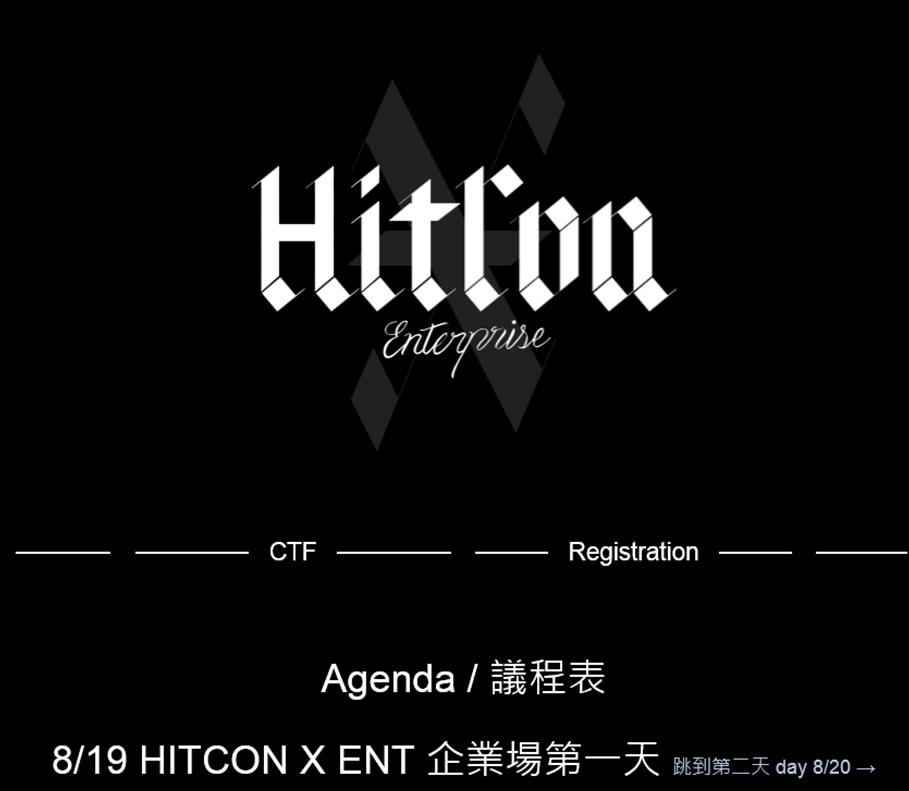 HitCon
Enterprise
CTF Registration
Agenda / 議程表
8/19 HITCON X ENT 企業場第一天 跳到第二天 day 8/20 →